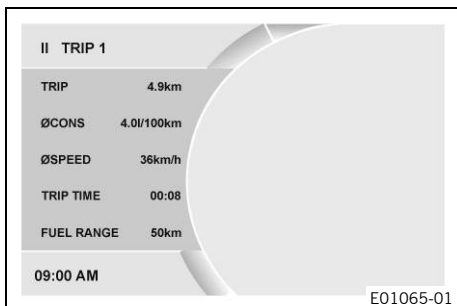 II TRIP 1
TRIP 4.9km
ØCONS 4.0l/100km
ØSPEED 36km/h
TRIP TIME 00:08
FUEL RANGE 50km
09:00 AM
E01065-01